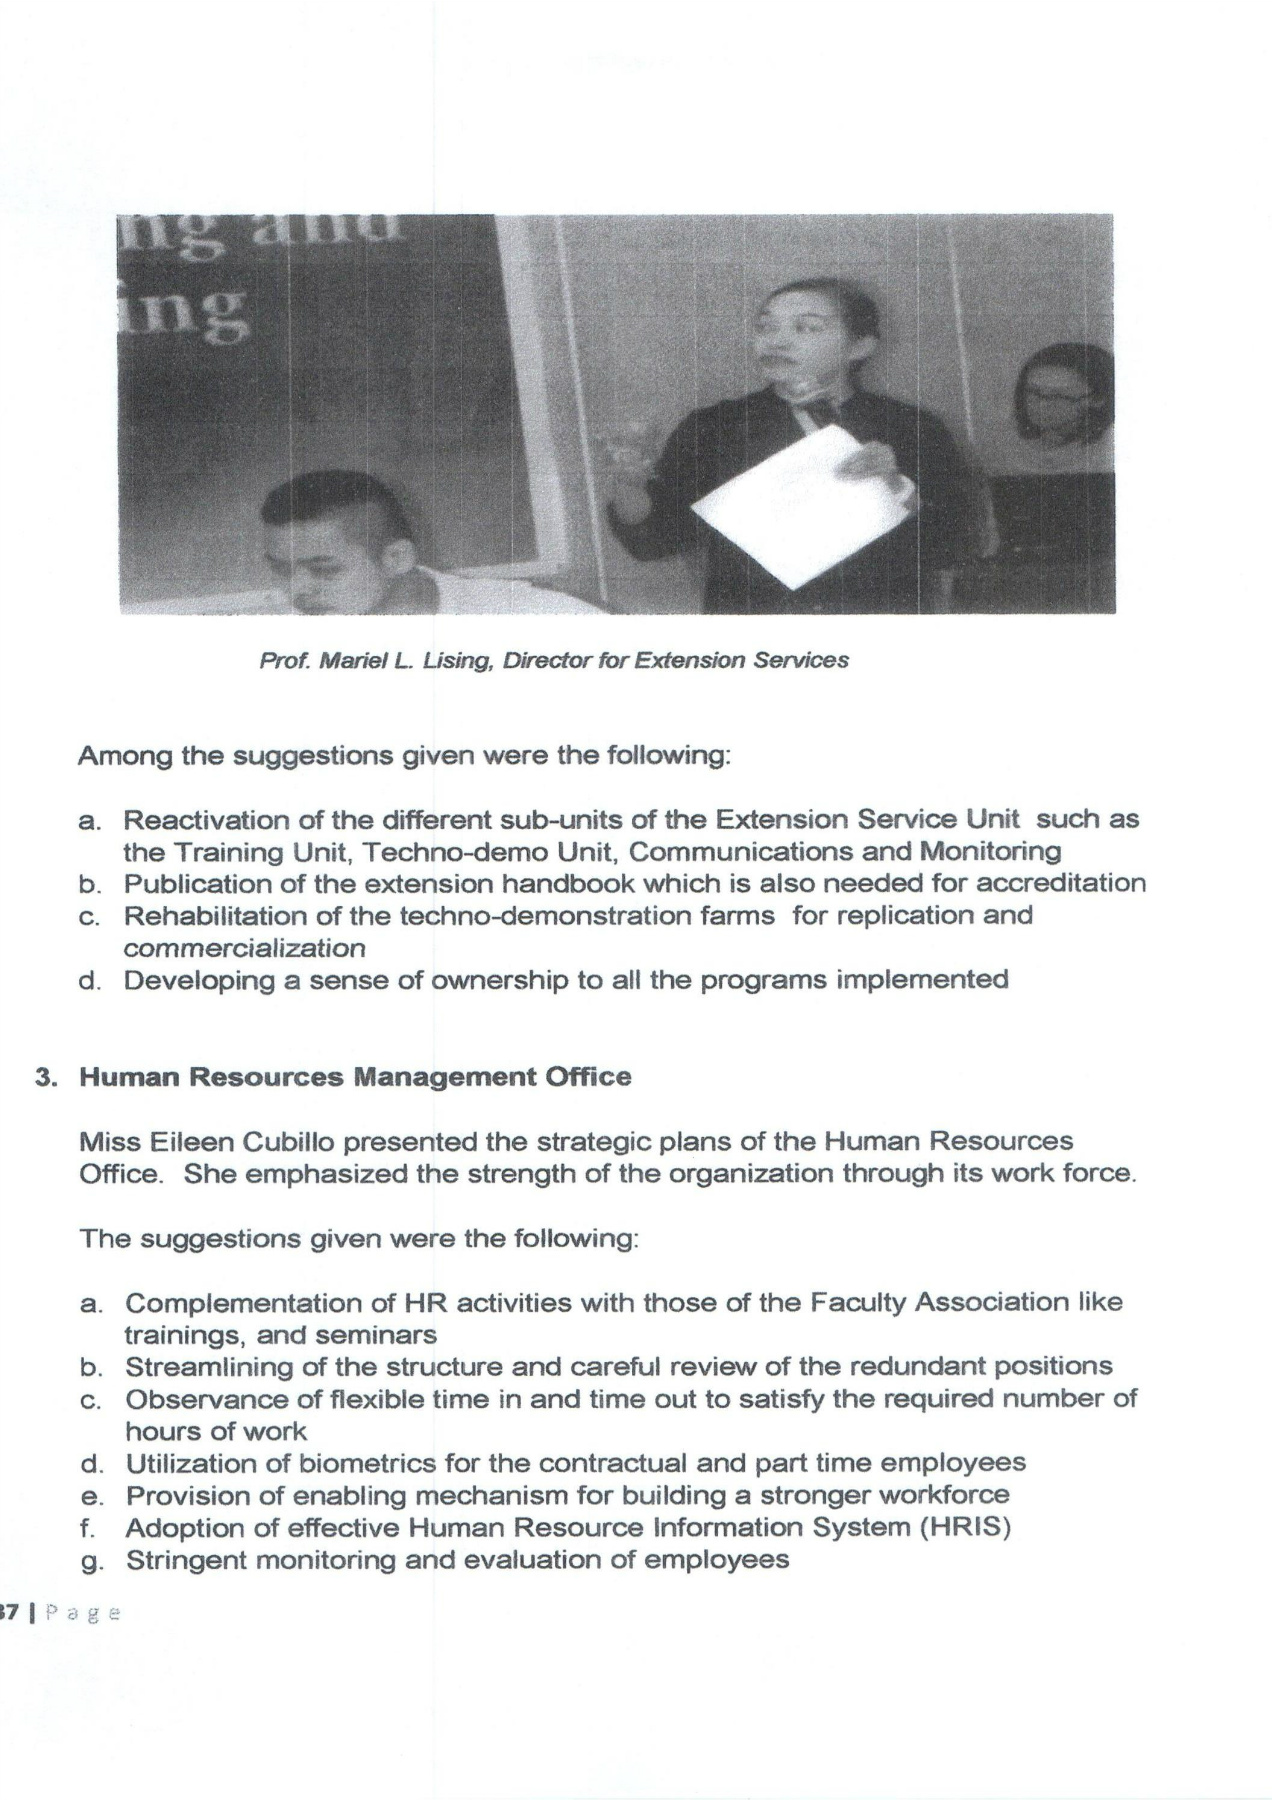 ng and
ing
Prof. Mariel L. Lising, Director for Extension Services
Among the suggestions given were the following:
a. Reactivation of the different sub-units of the Extension Service Unit such as
the Training Unit, Techno-demo Unit, Communications and Monitoring
b. Publication of the extension handbook which is also needed for accreditation
c. Rehabilitation of the techno-demonstration farms for replication and
commercialization
d. Developing a sense of ownership to all the programs implemented
3. Human Resources Management Office
Miss Eileen Cubillo presented the strategic plans of the Human Resources
Office. She emphasized the strength of the organization through its work force.
The suggestions given were the following:
a. Complementation of HR activities with those of the Faculty Association like
trainings, and seminars
b. Streamlining of the structure and careful review of the redundant positions
c. Observance of flexible time in and time out to satisfy the required number of
hours of work
d. Utilization of biometrics for the contractual and part time employees
e. Provision of enabling mechanism for building a stronger workforce
f. Adoption of effective Human Resource Information System (HRIS)
g. Stringent monitoring and evaluation of employees
37 | Page